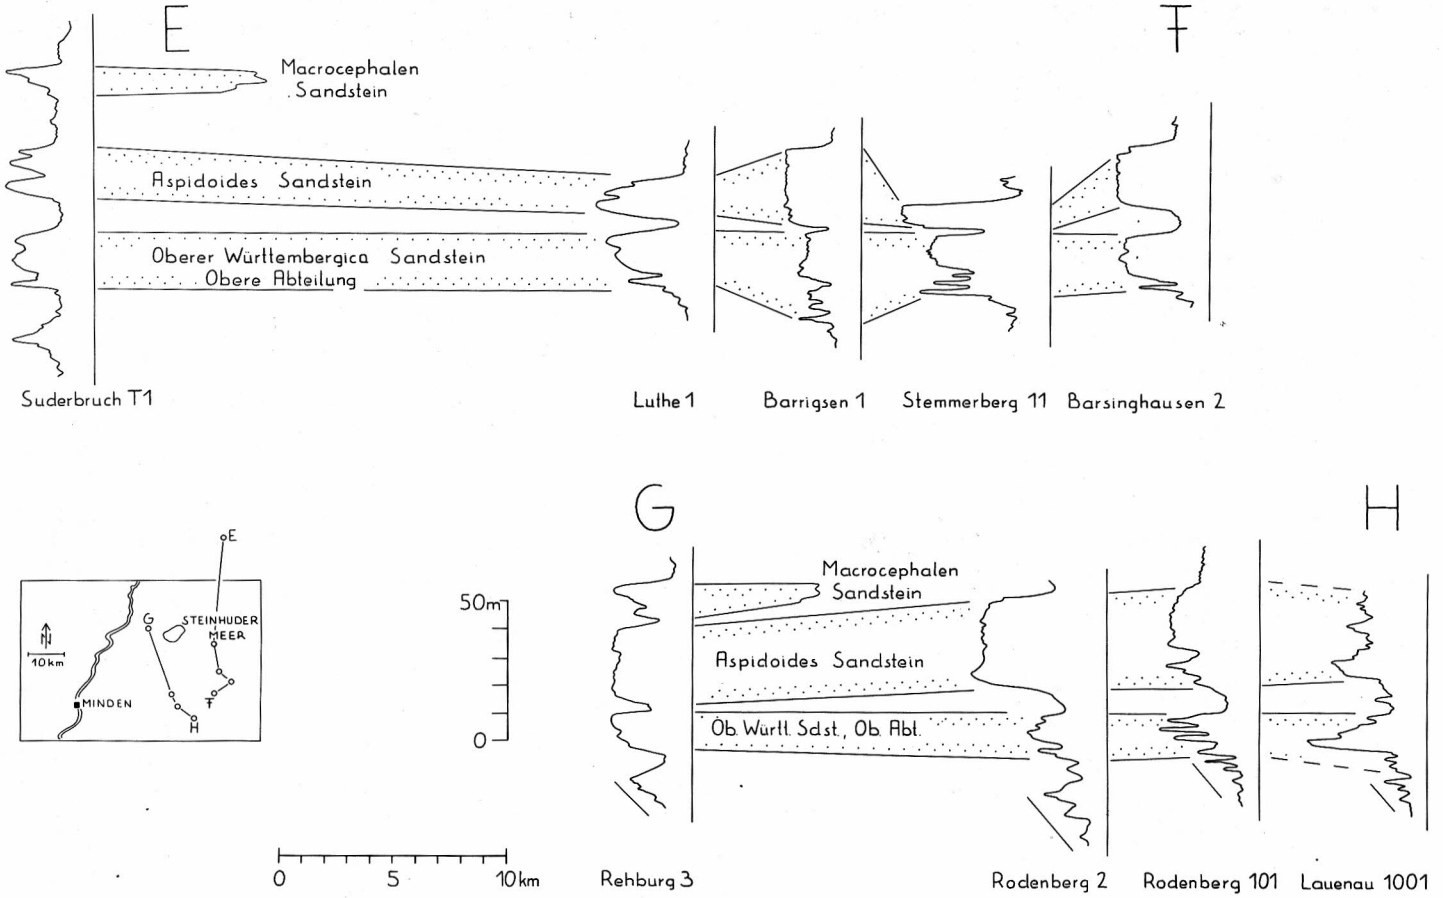 E
F
Macrocephalen
Sandstein
Aspidoides Sandstein
Oberer Württembergica Sandstein
Obere Abteilung
Suderbruch T1
Luthe 1
Barrigsen 1
Stemmerberg 11
Barsinghausen 2
G
H
E
G
STEINHUDER
MEER
N
10 km
MINDEN
F
H
50m
0
Macrocephalen
Sandstein
Aspidoides Sandstein
Ob. Württ. Sdst., Ob. Abt.
0 5 10 km
Rehburg 3
Rodenberg 2
Rodenberg 101
Lauenau 1001